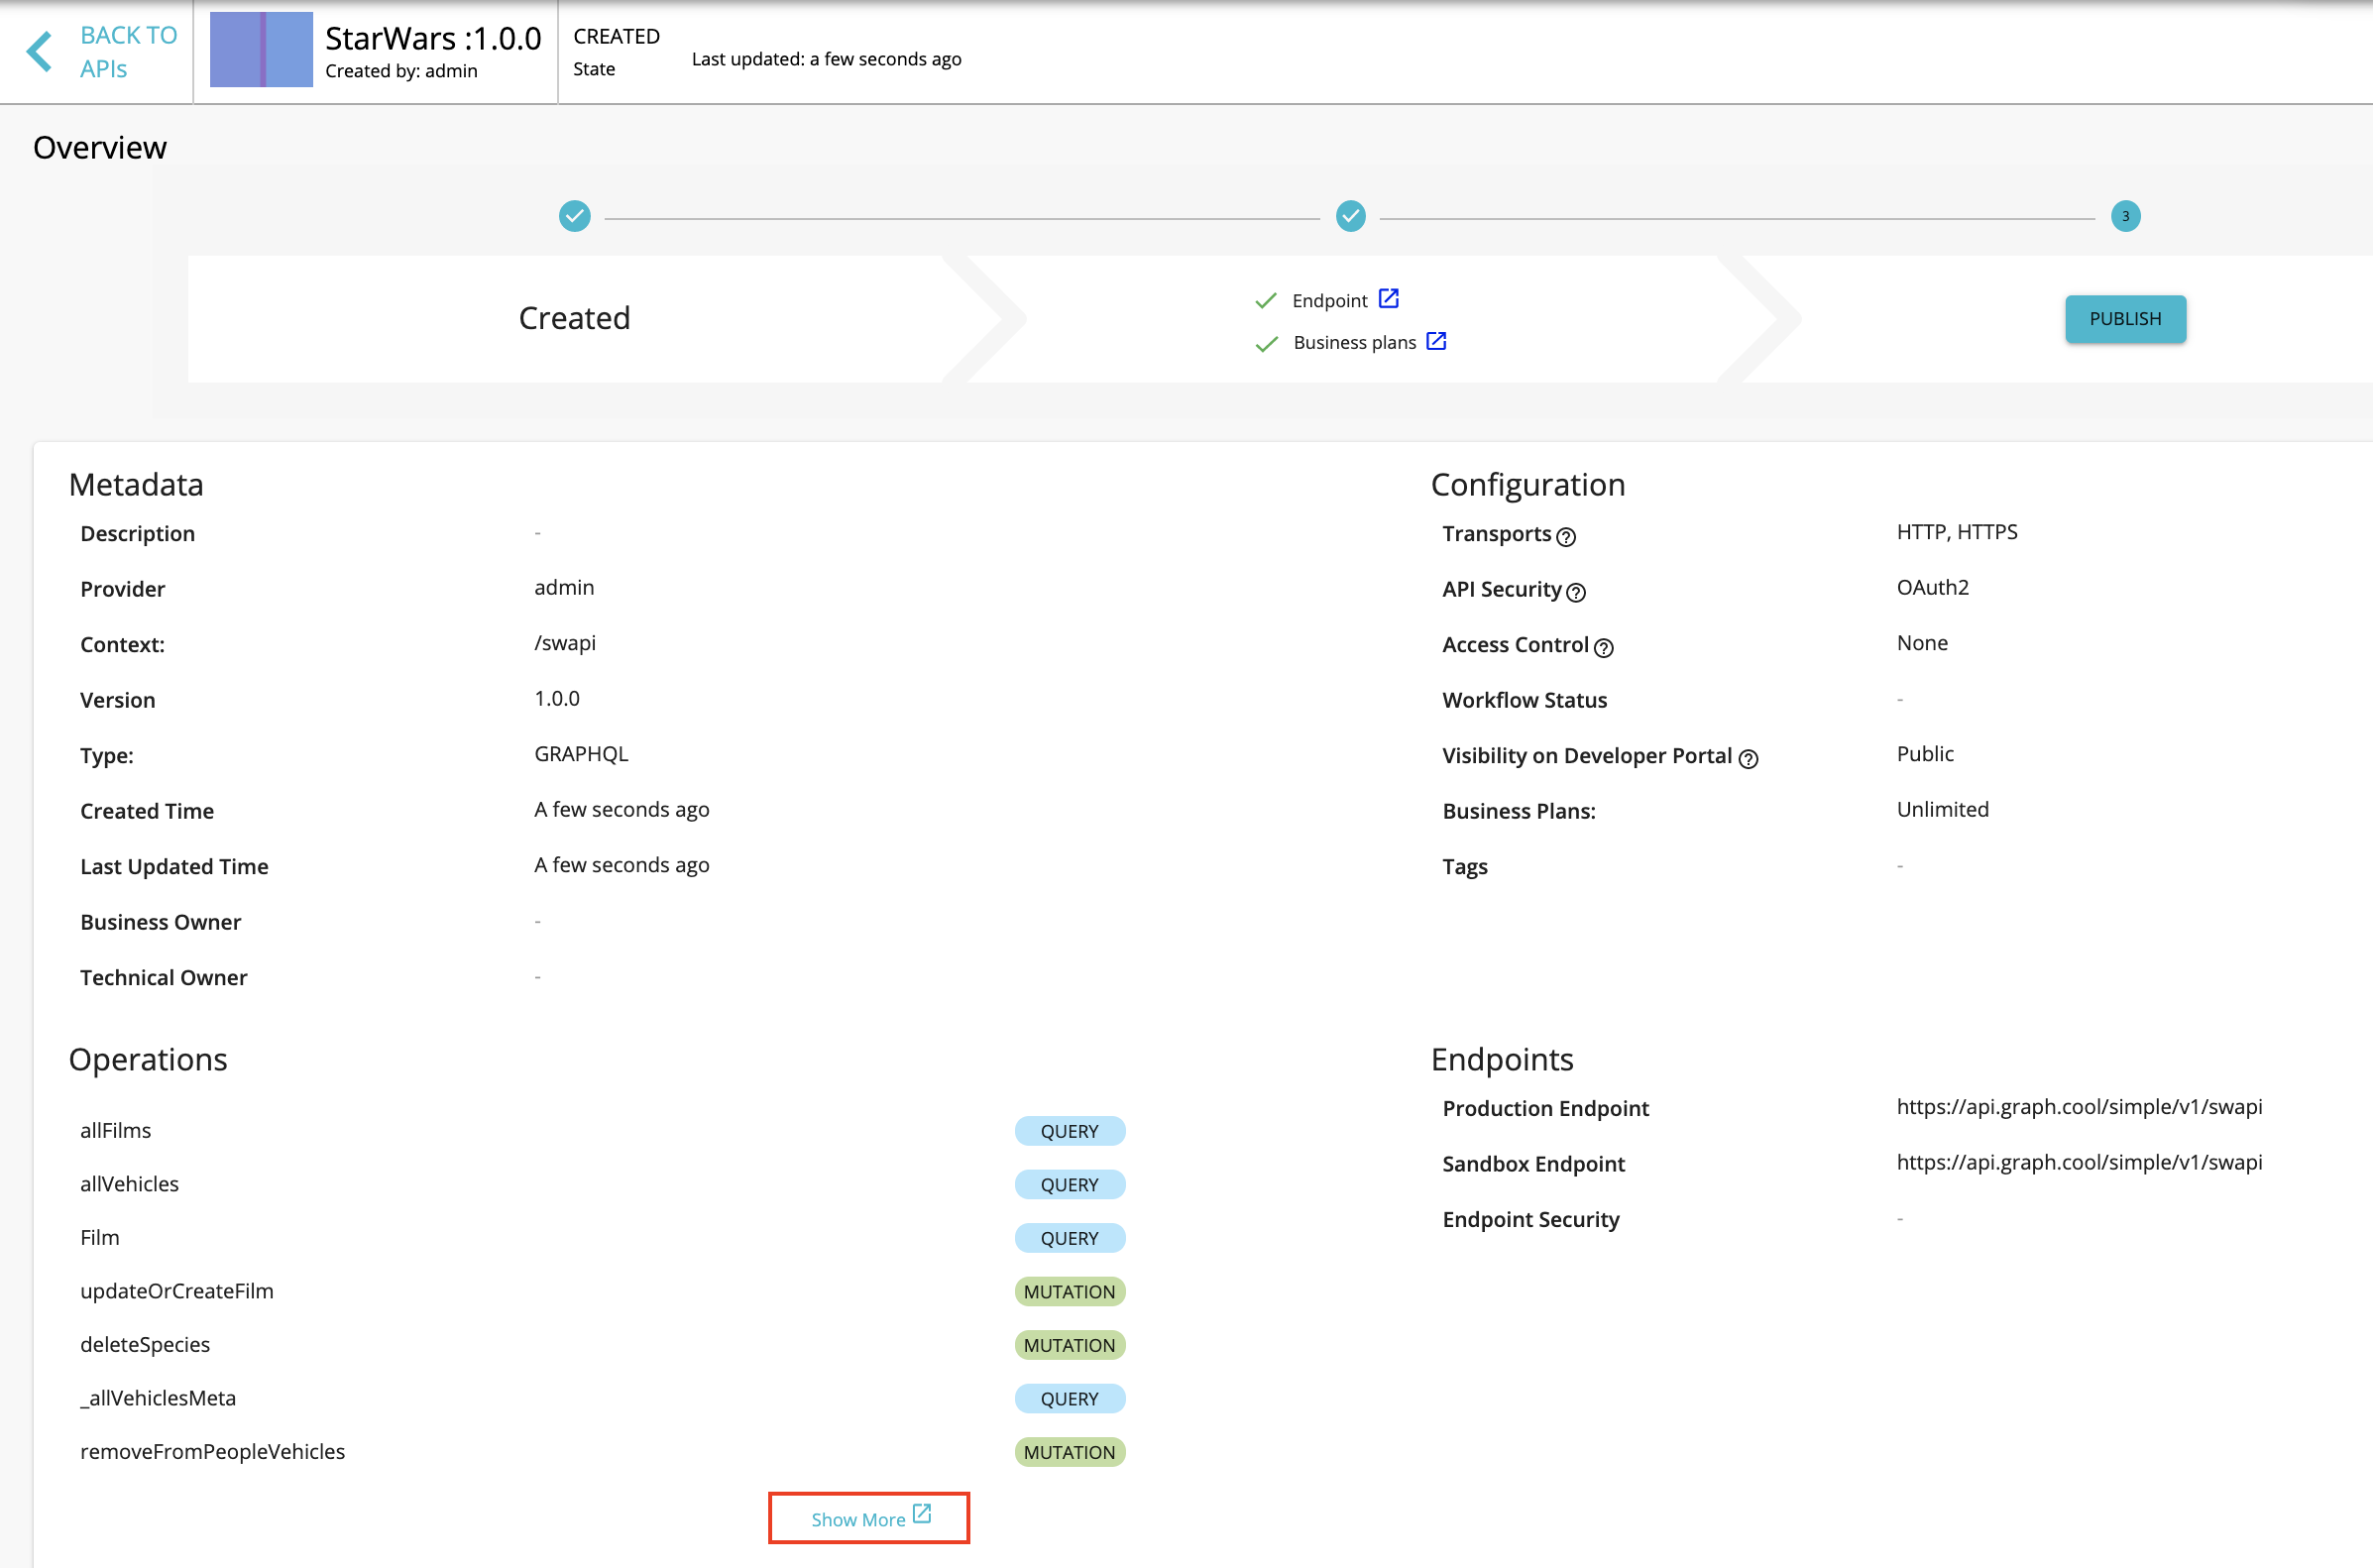 BACK TO
APIs
StarWars :1.0.0
Created by: admin
CREATED
State
Last updated: a few seconds ago
Overview
3
Created
Endpoint
Business plans
PUBLISH
Metadata
Description -
Provider admin
Context: /swapi
Version 1.0.0
Type: GRAPHQL
Created Time A few seconds ago
Last Updated Time A few seconds ago
Business Owner -
Technical Owner -
Configuration
Transports ? HTTP, HTTPS
API Security ? OAuth2
Access Control ? None
Workflow Status -
Visibility on Developer Portal ? Public
Business Plans: Unlimited
Tags -
Operations
allFilms QUERY
allVehicles QUERY
Film QUERY
updateOrCreateFilm MUTATION
deleteSpecies MUTATION
_allVehiclesMeta QUERY
removeFromPeopleVehicles MUTATION
Show More
Endpoints
Production Endpoint https://api.graph.cool/simple/v1/swapi
Sandbox Endpoint https://api.graph.cool/simple/v1/swapi
Endpoint Security -